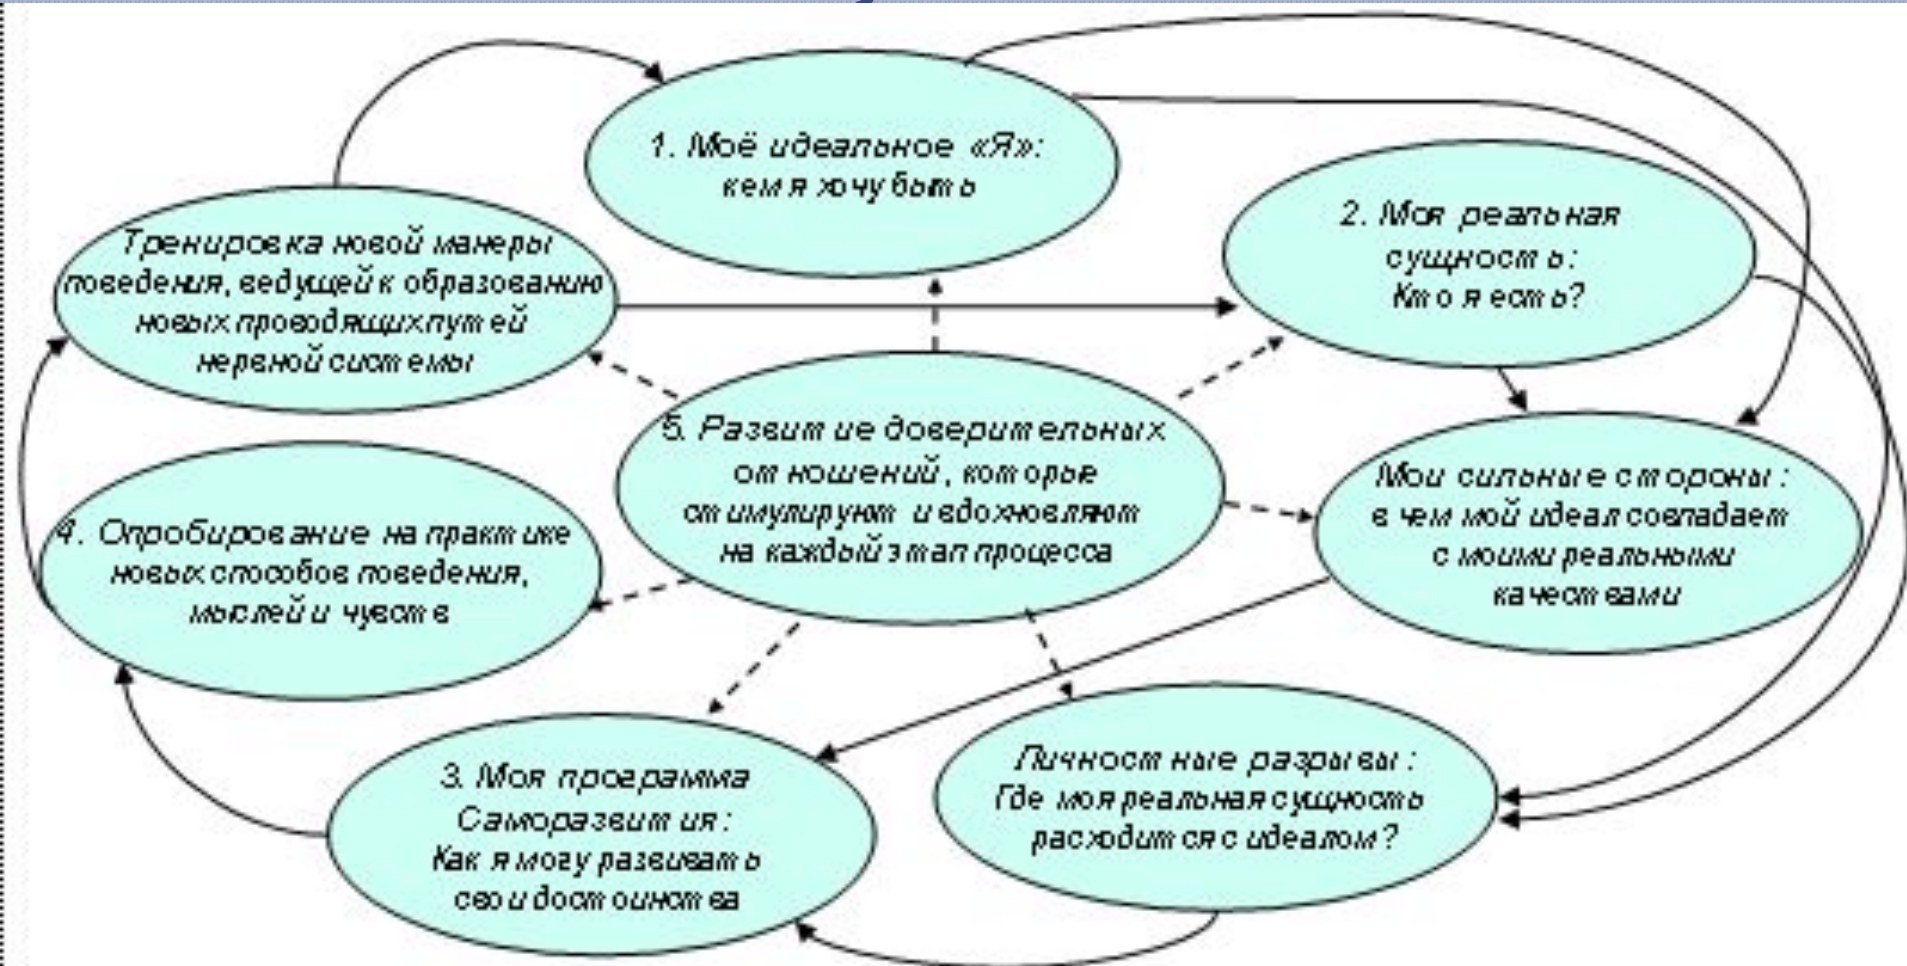 1. Моё идеальное «Я»:
кем я хочу быть
2. Моя реальная
сущность:
Кто я есть?
Тренировка новой манеры
поведения, ведущей к образованию
новых проводящих путей
нервной системы
5. Развитие доверительных
отношений, которые
стимулируют и вдохновляют
на каждый этап процесса
Мои сильные стороны:
в чем мой идеал совпадает
с моими реальными
качествами
4. Опробирование на практике
новых способов поведения,
мыслей и чувств
3. Моя программа
Саморазвития:
Как я могу развивать
свои достоинства
Личностные разрывы:
Где моя реальная сущность
расходится с идеалом?